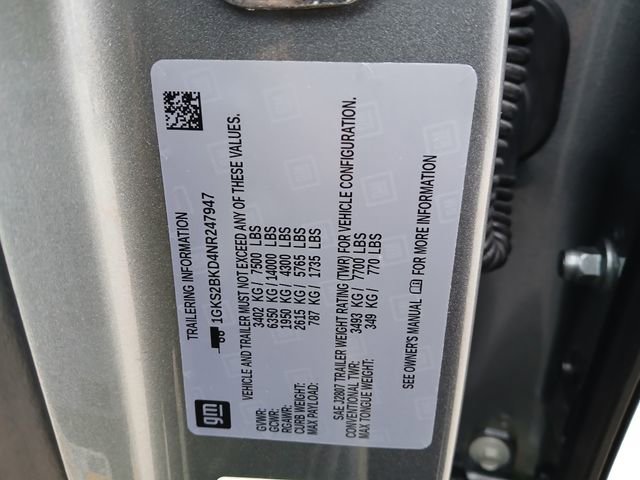 TRAILERING INFORMATION
1GKS2BKD4NR247947
VEHICLE AND TRAILER MUST NOT EXCEED ANY OF THESE VALUES.
GVWR: 3402 KG / 7500 LBS
GCWR: 6350 KG / 14000 LBS
RGAWR: 1950 KG / 4300 LBS
CURB WEIGHT: 2615 KG / 5765 LBS
MAX PAYLOAD: 787 KG / 1735 LBS
SAE J2807 TRAILER WEIGHT RATING (TWR) FOR VEHICLE CONFIGURATION.
CONVENTIONAL TWR: 3493 KG / 7700 LBS
MAX TONGUE WEIGHT: 349 KG / 770 LBS
SEE OWNER'S MANUAL FOR MORE INFORMATION
gm